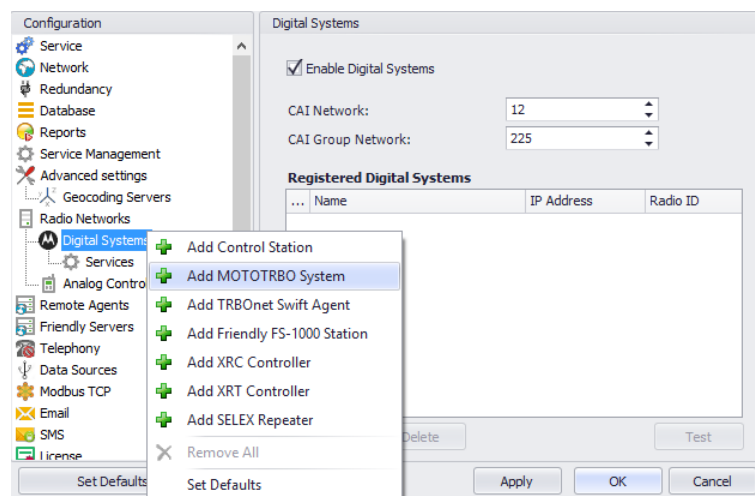 Configuration
Service
Network
Redundancy
Database
Reports
Service Management
Advanced settings
Geocoding Servers
Radio Networks
Digital Systems
Services
Analog Contro
Remote Agents
Friendly Servers
Telephony
Data Sources
Modbus TCP
Email
SMS
License
Add Control Station
Add MOTOTRBO System
Add TRBOnet Swift Agent
Add Friendly FS-1000 Station
Add XRC Controller
Add XRT Controller
Add SELEX Repeater
Remove All
Set Defaults
Digital Systems
Enable Digital Systems
CAI Network: 12
CAI Group Network: 225
Registered Digital Systems
... Name IP Address Radio ID
Delete Test
Set Defaults Apply OK Cancel